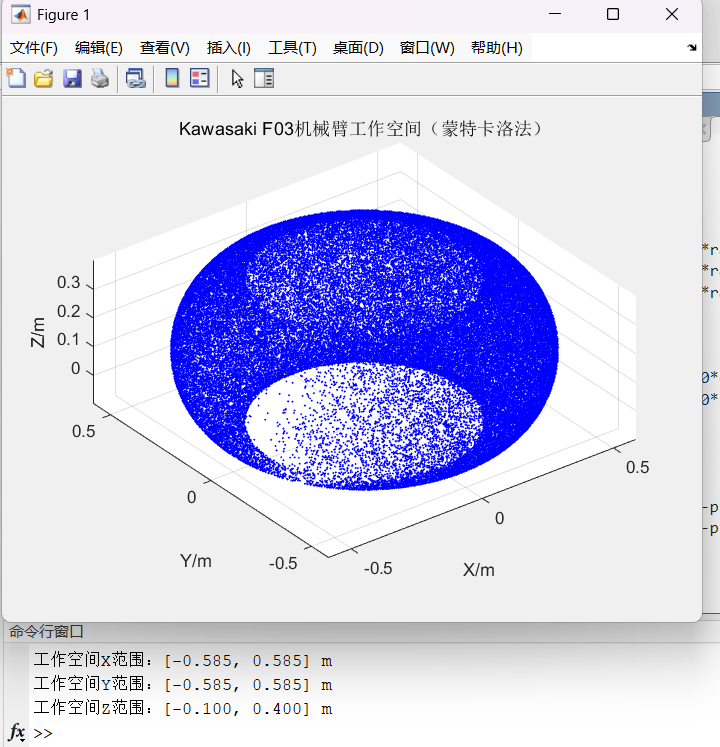 Figure 1
文件(F) 编辑(E) 查看(V) 插入(I) 工具(T) 桌面(D) 窗口(W) 帮助(H)
Kawasaki F03机械臂工作空间（蒙特卡洛法）
Z/m
0.3
0.2
0.1
0
0.5
0
-0.5
Y/m
-0.5
0
0.5
X/m
*r
*r
*r
0*
0*
-p
-p
命令行窗口
工作空间X范围: [-0.585, 0.585] m
工作空间Y范围: [-0.585, 0.585] m
工作空间Z范围: [-0.100, 0.400] m
fx >>